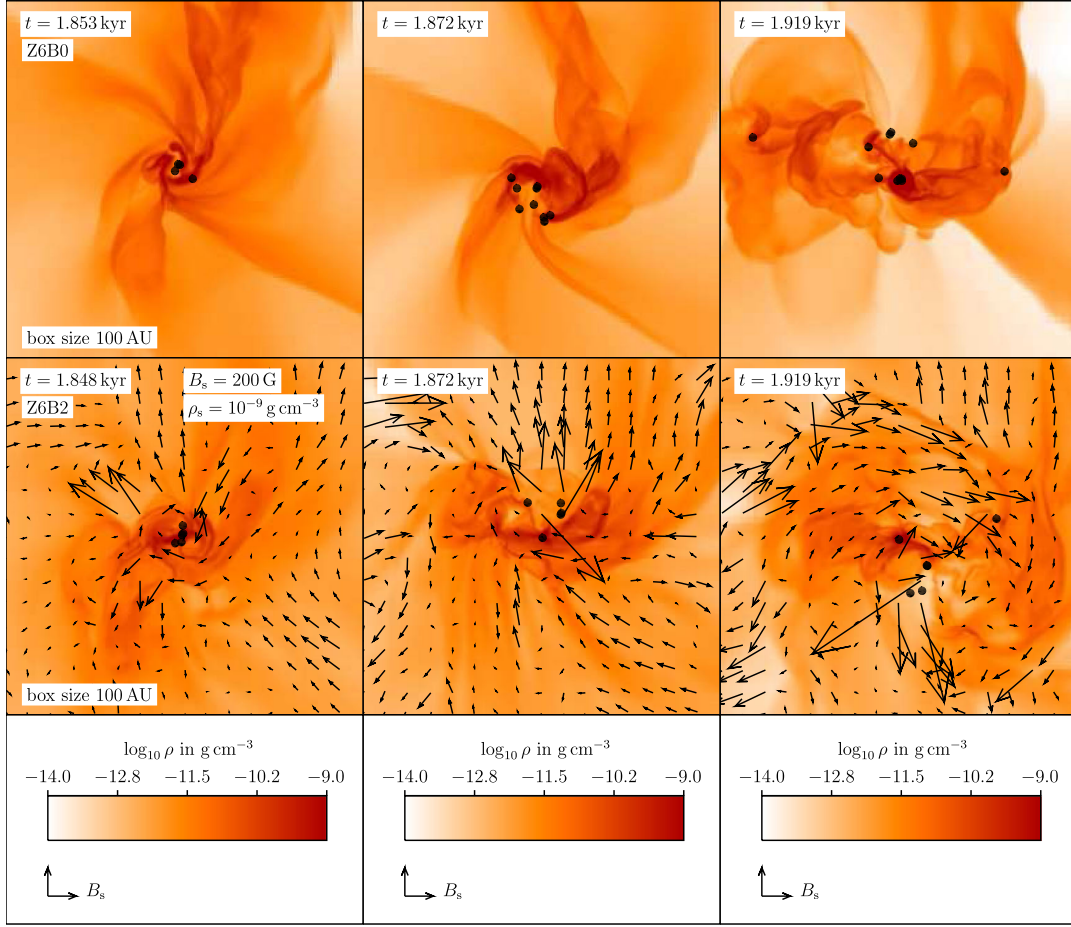 t = 1.853 kyr
Z6B0
box size 100 AU
t = 1.872 kyr
t = 1.919 kyr
t = 1.848 kyr
Z6B2
B_s = 200 G
ρ_s = 10⁻⁹ g cm⁻³
box size 100 AU
t = 1.872 kyr
t = 1.919 kyr
log₁₀ ρ in g cm⁻³
−14.0 −12.8 −11.5 −10.2 −9.0
B_s
log₁₀ ρ in g cm⁻³
−14.0 −12.8 −11.5 −10.2 −9.0
B_s
log₁₀ ρ in g cm⁻³
−14.0 −12.8 −11.5 −10.2 −9.0
B_s